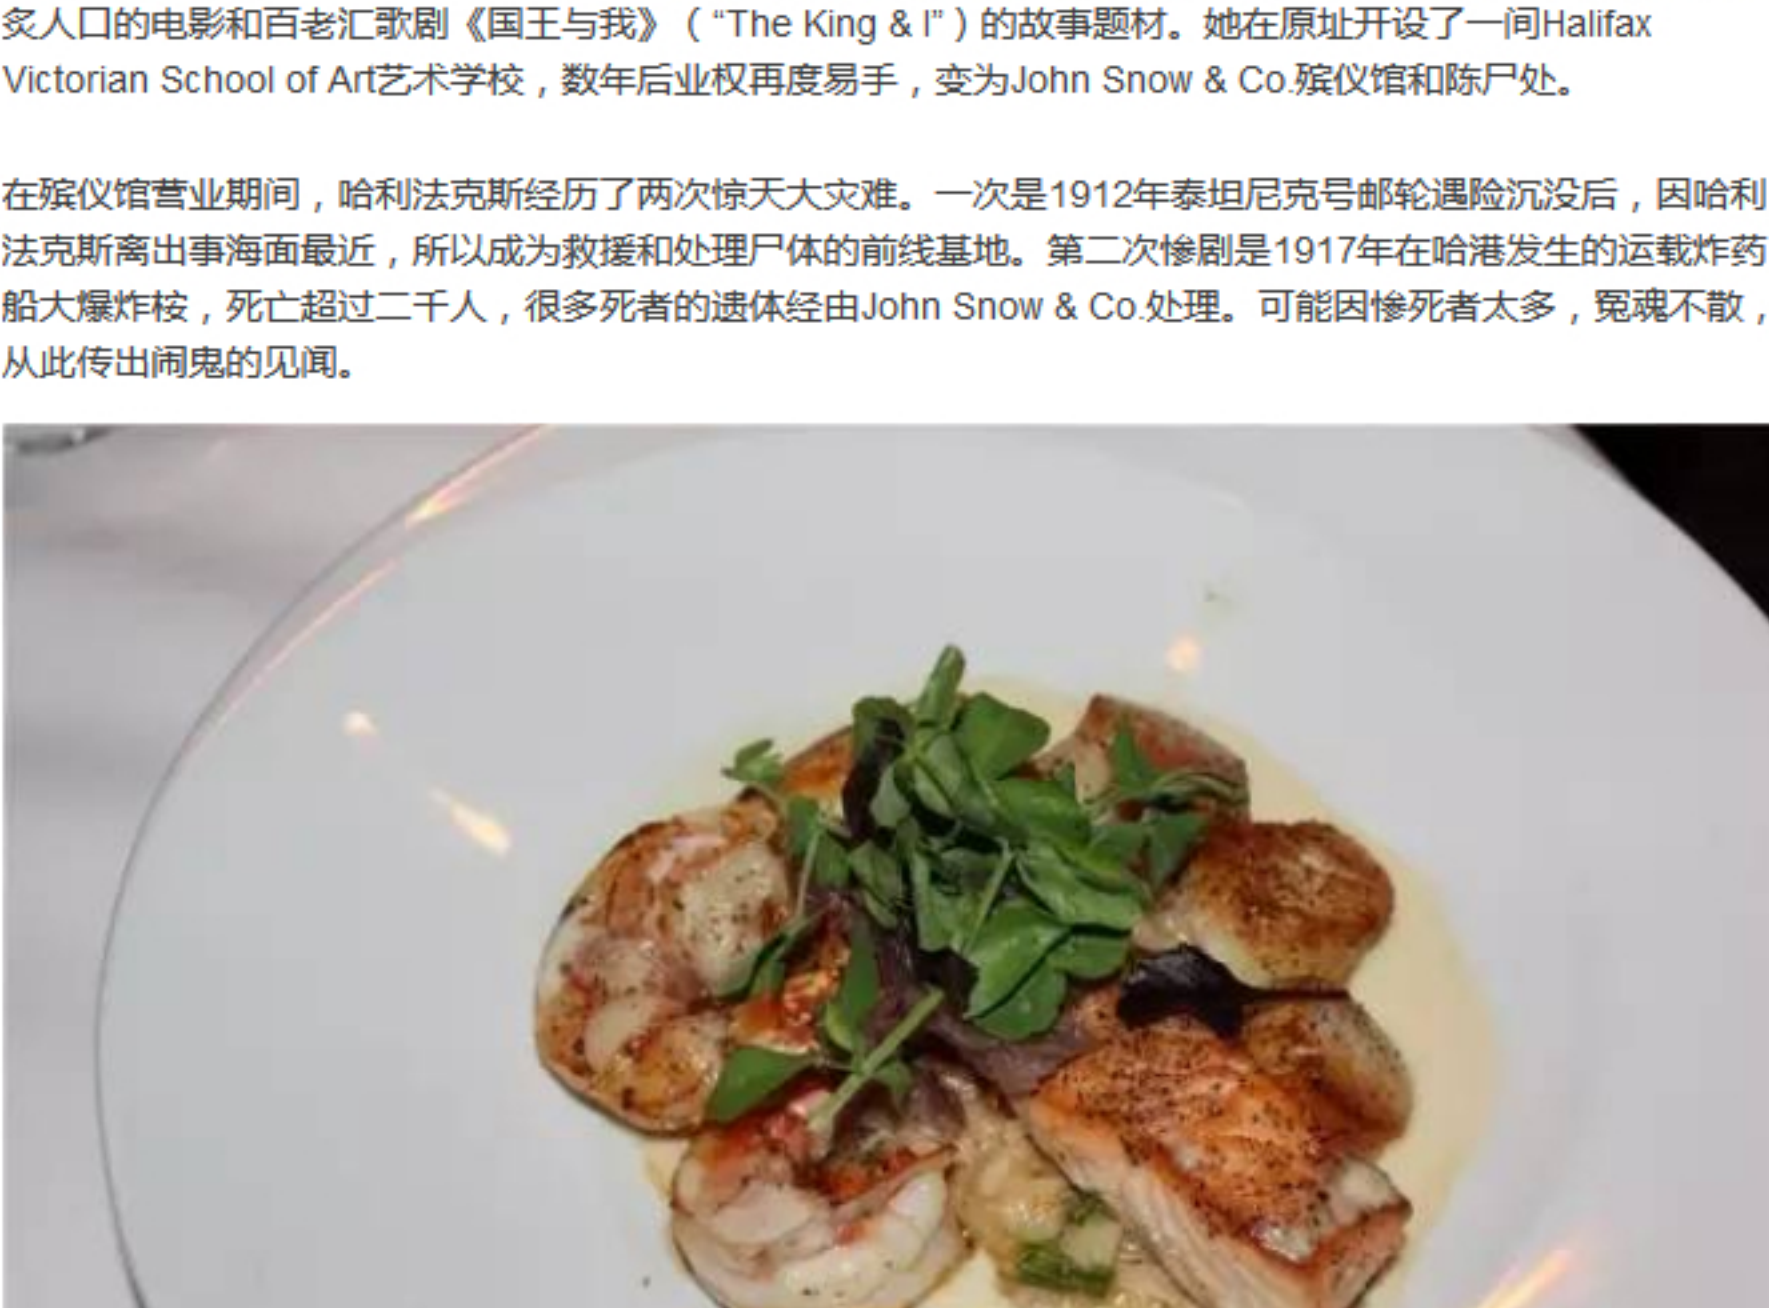 炙人口的电影和百老汇歌剧《国王与我》（“The King & I”）的故事题材。她在原址开设了一间Halifax
Victorian School of Art艺术学校，数年后业权再度易手，变为John Snow & Co.殡仪馆和陈尸处。
在殡仪馆营业期间，哈利法克斯经历了两次惊天大灾难。一次是1912年泰坦尼克号邮轮遇险沉没后，因哈利
法克斯离出事海面最近，所以成为救援和处理尸体的前线基地。第二次惨剧是1917年在哈港发生的运载炸药
船大爆炸桉，死亡超过二千人，很多死者的遗体经由John Snow & Co.处理。可能因惨死者太多，冤魂不散，
从此传出闹鬼的见闻。